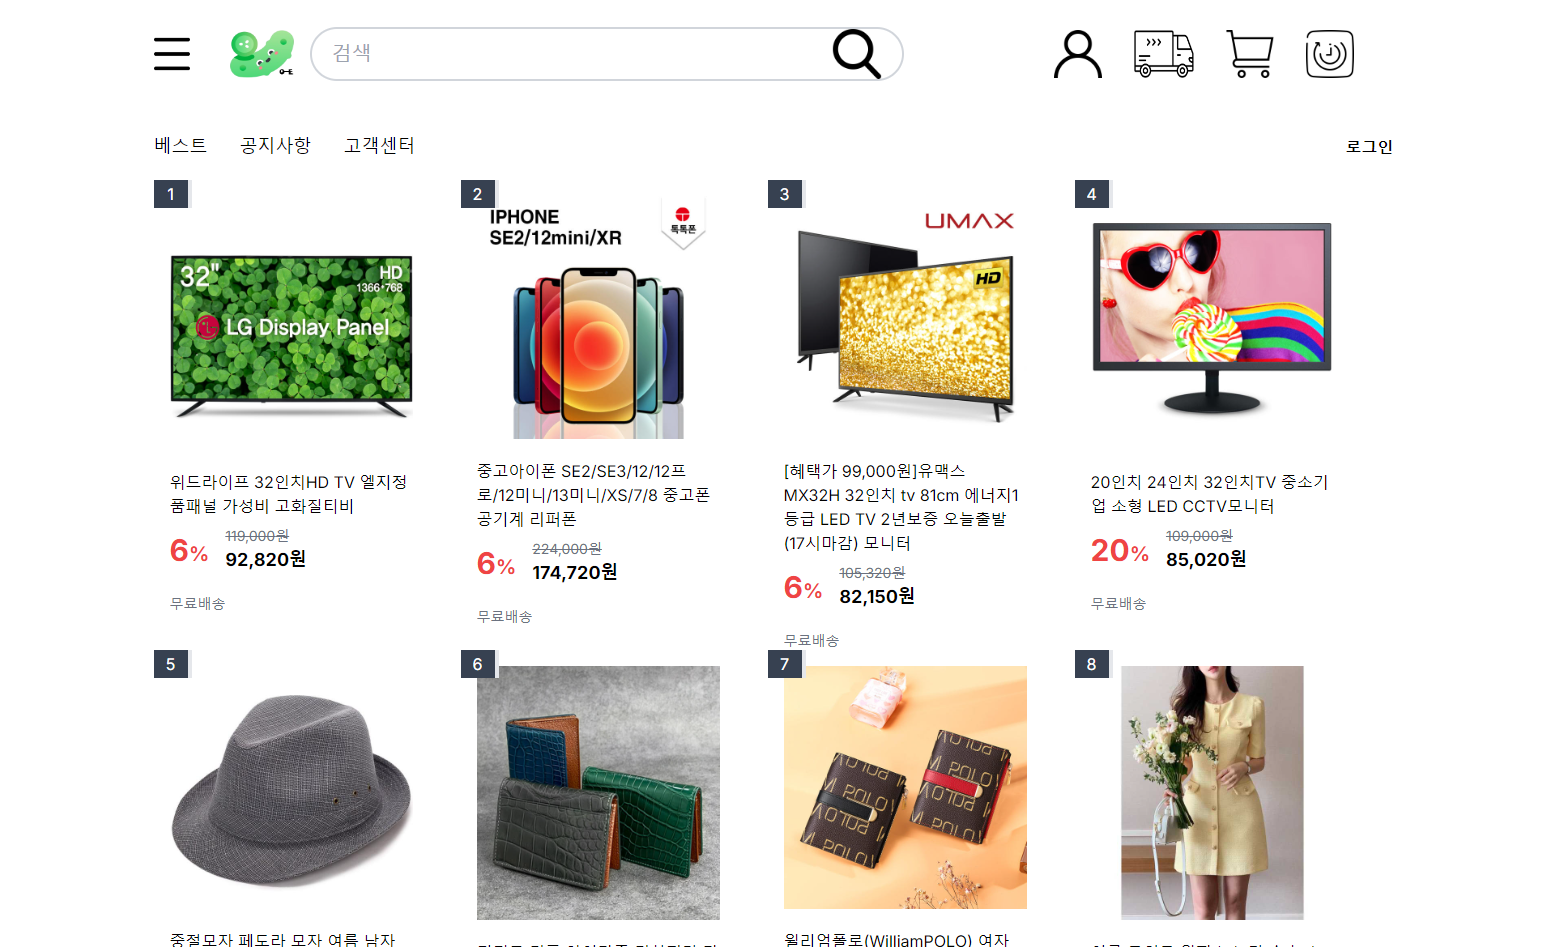 검색
베스트 공지사항 고객센터 로그인
1
32"
HD
1366*768
LG Display Panel
위드라이프 32인치HD TV 엘지정
품패널 가성비 고화질티비
6%
119,000원
92,820원
무료배송
2
IPHONE
SE2/12mini/XR
톡톡폰
중고아이폰 SE2/SE3/12/12프
로/12미니/13미니/XS/7/8 중고폰
공기계 리퍼폰
6%
224,000원
174,720원
무료배송
3
UMAX
HD
[혜택가 99,000원]유맥스
MX32H 32인치 tv 81cm 에너지1
등급 LED TV 2년보증 오늘출발
(17시마감) 모니터
6%
105,320원
82,150원
무료배송
4
20인치 24인치 32인치TV 중소기
업 소형 LED CCTV모니터
20%
109,000원
85,020원
무료배송
5
중절모자 페도라 모자 여름 남자
6
7
윌리엄폴로(WilliamPOLO) 여자
8